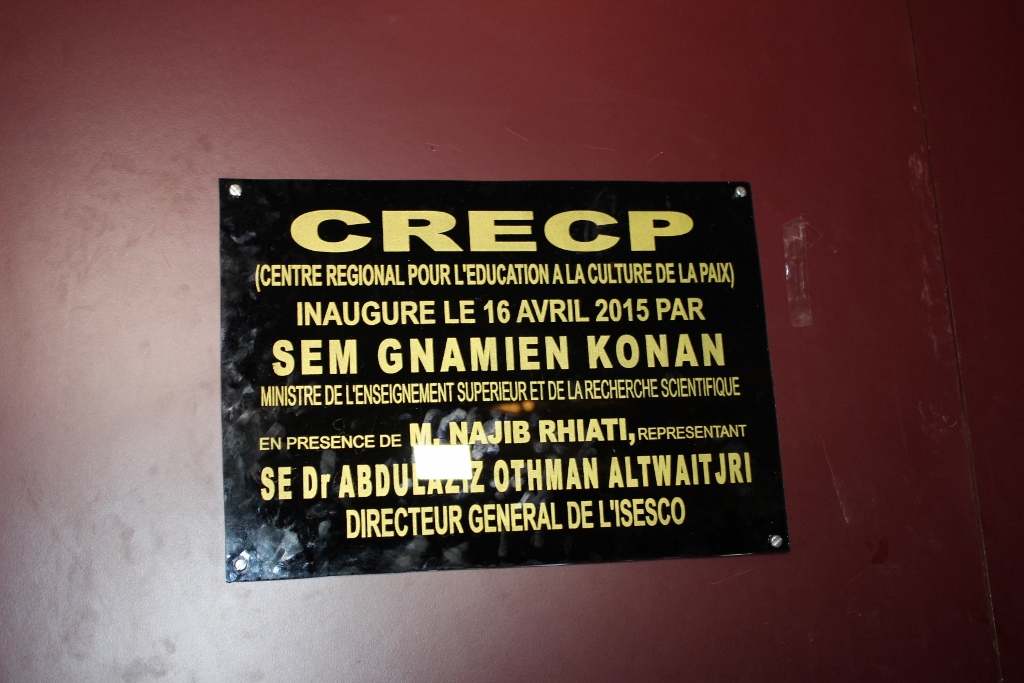 CRECP
(CENTRE REGIONAL POUR L'EDUCATION A LA CULTURE DE LA PAIX)
INAUGURE LE 16 AVRIL 2015 PAR
SEM GNAMIEN KONAN
MINISTRE DE L'ENSEIGNEMENT SUPERIEUR ET DE LA RECHERCHE SCIENTIFIQUE
EN PRESENCE DE M. NAJIB RHIATI, REPRESENTANT
SE Dr ABDULAZIZ OTHMAN ALTWAITJRI
DIRECTEUR GENERAL DE L'ISESCO